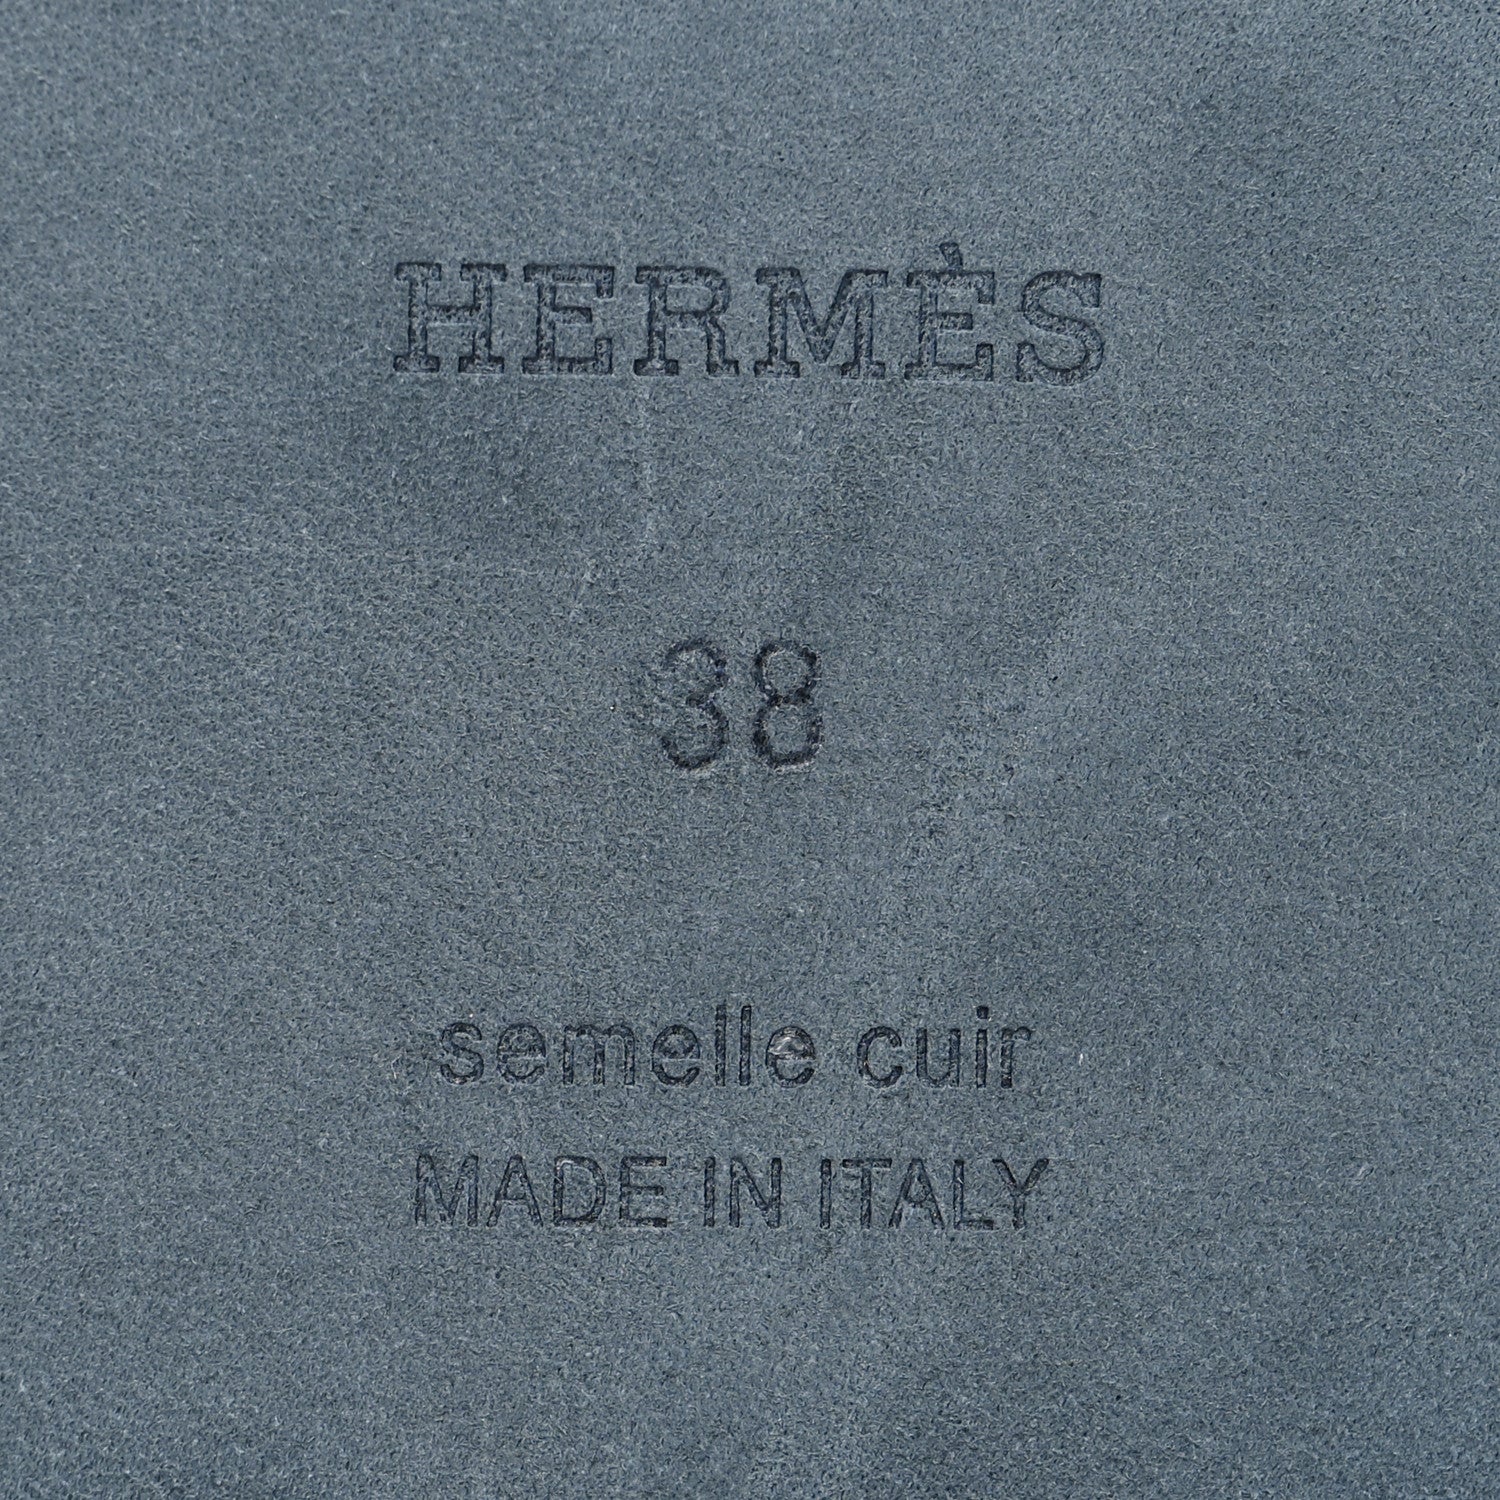 HERMÈS
38
semelle cuir
MADE IN ITALY